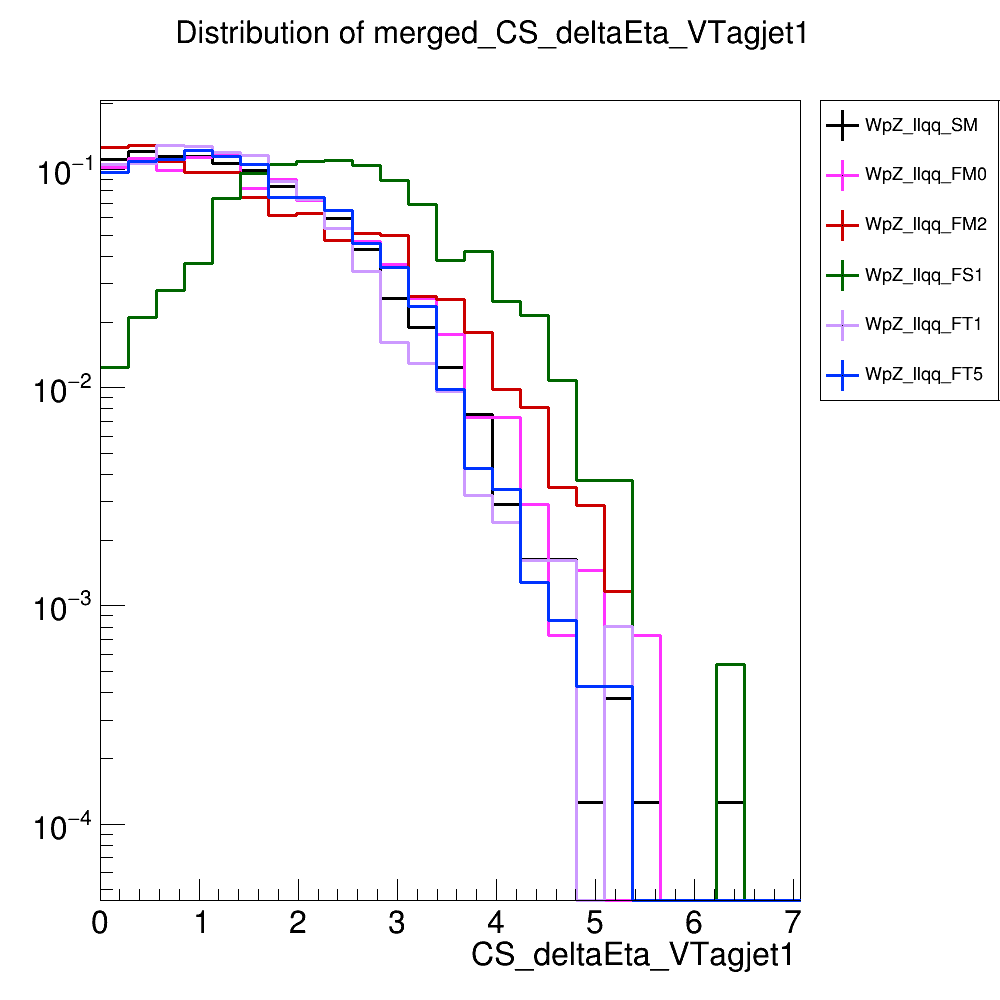 Distribution of merged_CS_deltaEta_VTagjet1
WpZ_llqq_SM
WpZ_llqq_FM0
WpZ_llqq_FM2
WpZ_llqq_FS1
WpZ_llqq_FT1
WpZ_llqq_FT5
10−1
10−2
10−3
10−4
0 1 2 3 4 5 6 7
CS_deltaEta_VTagjet1